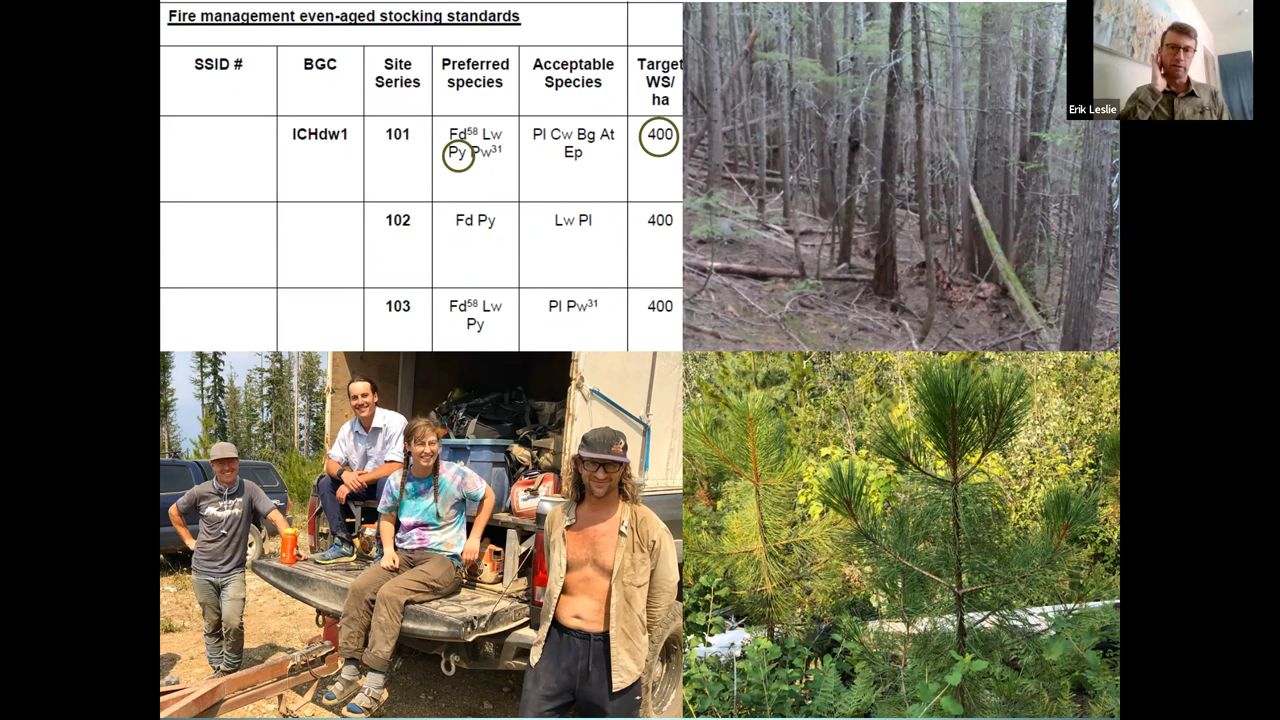 Fire management even-aged stocking standards
SSID #
BGC
Site
Series
Preferred
species
Acceptable
Species
Target
WS/
ha
ICHdw1
101
Fd⁵⁸ Lw
Py Pw³¹
Pl Cw Bg At
Ep
400
102
Fd Py
Lw Pl
400
103
Fd⁵⁸ Lw
Py
Pl Pw³¹
400
Erik Leslie